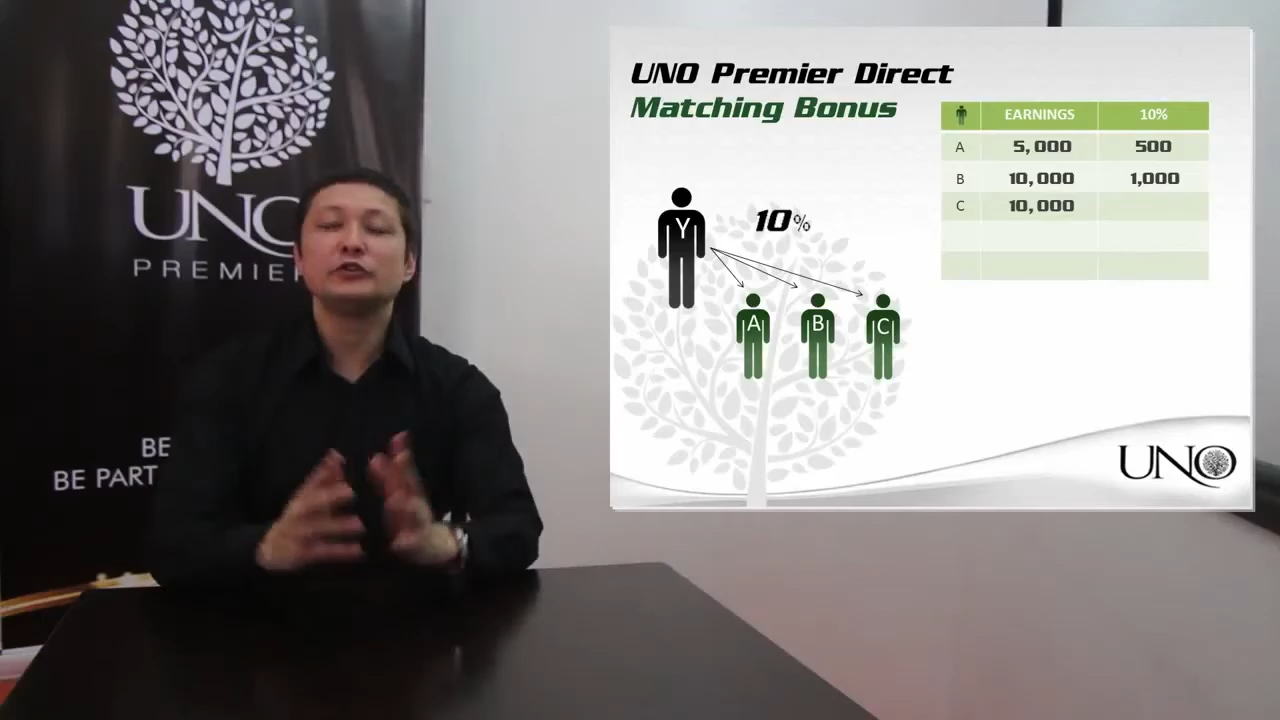 UNO
PREMIER
BE
BE PART
UNO Premier Direct
Matching Bonus
EARNINGS 10%
A 5,000 500
B 10,000 1,000
C 10,000
Y
10%
A B C
UNO